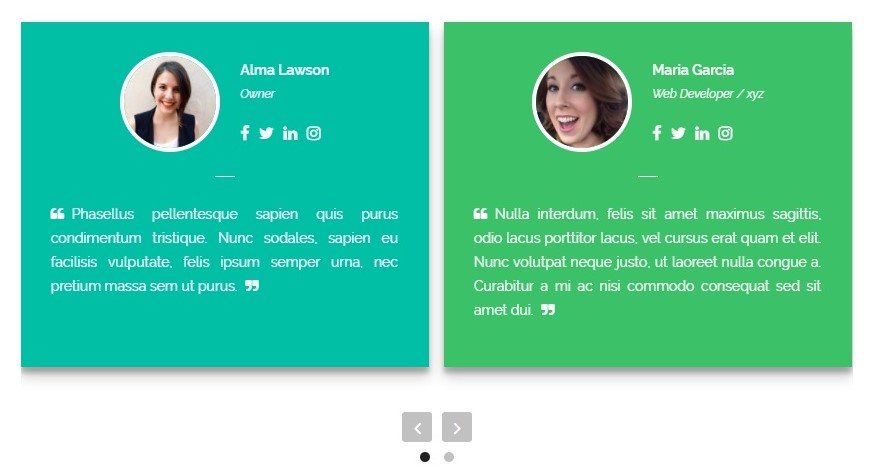 Alma Lawson
Owner
Phasellus pellentesque sapien quis purus
condimentum tristique. Nunc sodales, sapien eu
facilisis vulputate, felis ipsum semper urna, nec
pretium massa sem ut purus.
Maria Garcia
Web Developer / xyz
Nulla interdum, felis sit amet maximus sagittis,
odio lacus porttitor lacus, vel cursus erat quam et elit.
Nunc volutpat neque justo, ut laoreet nulla congue a.
Curabitur a mi ac nisi commodo consequat sed sit
amet dui.